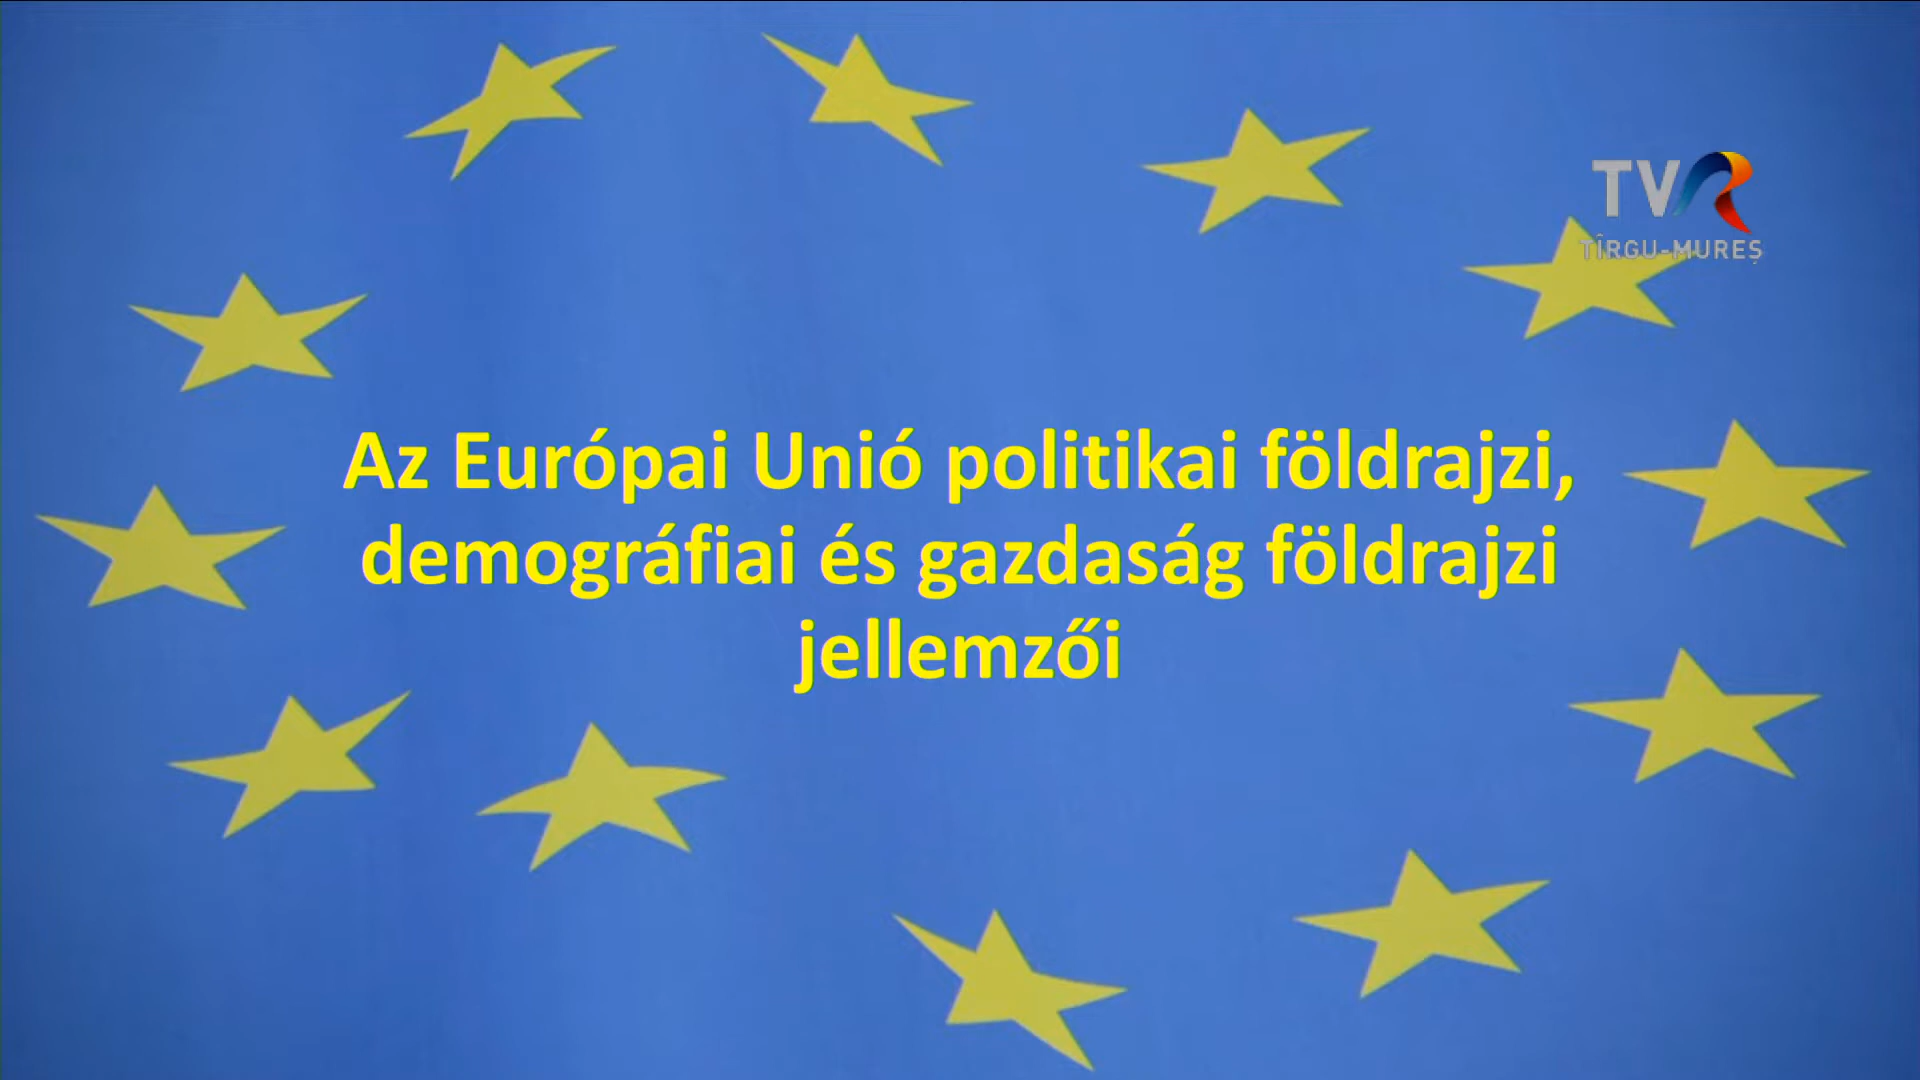 TVR
TÎRGU-MUREȘ
Az Európai Unió politikai földrajzi,
demográfiai és gazdaság földrajzi
jellemzői